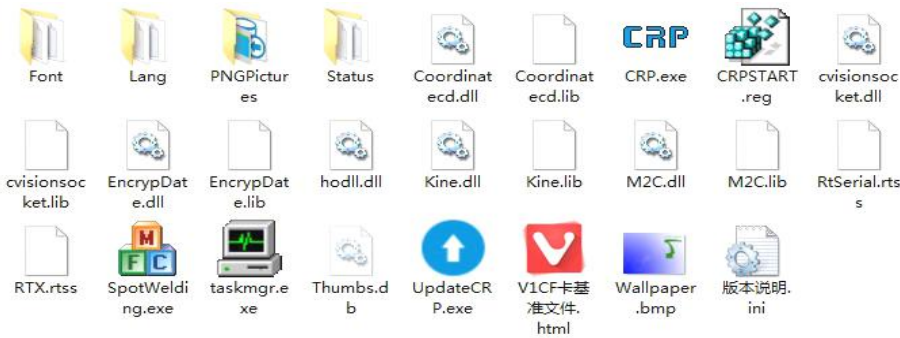 CRP
Font Lang PNGPictur Status Coordinat Coordinat CRP.exe CRPSTART cvisionsoc
es ecd.dll ecd.lib .reg ket.dll
cvisionsoc EncrypDat EncrypDat hodll.dll Kine.dll Kine.lib M2C.dll M2C.lib RtSerial.rts
ket.lib e.dll e.lib s
M
F C
RTX.rtss SpotWeldi taskmgr.e Thumbs.d UpdateCR V1CF卡基 Wallpaper 版本说明.
ng.exe xe b P.exe 准文件. .bmp ini
html